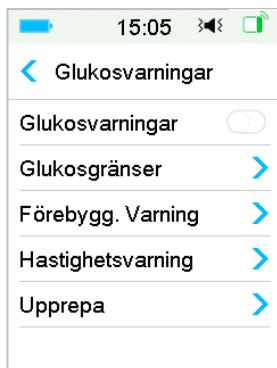 15:05
Glukosvarningar
Glukosvarningar
Glukosgränser
Förebygg. Varning
Hastighetsvarning
Upprepa